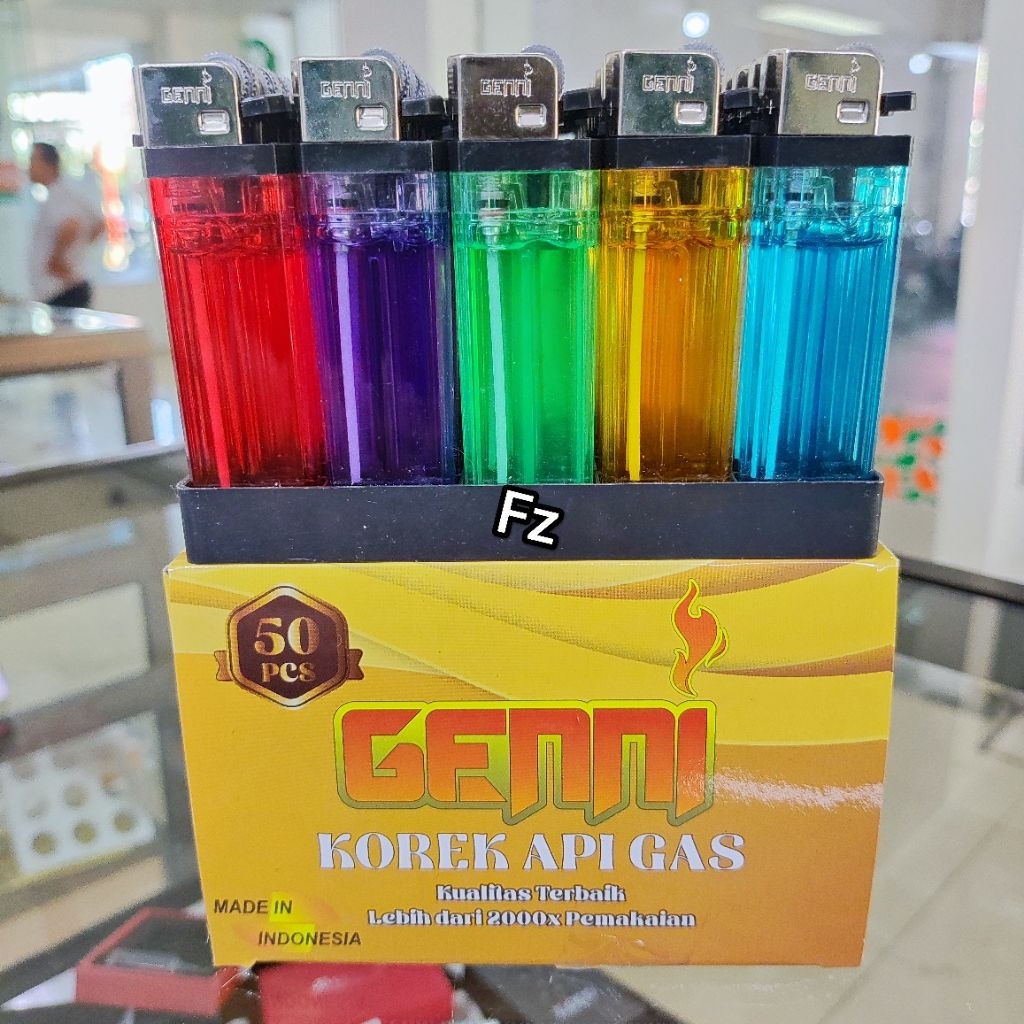 GENNI GENNI GENNI GENNI GENNI
Fz
50
PCS
GENNI
KOREK API GAS
Kualitas Terbaik
Lebih dari 2000x Pemakaian
MADE IN
INDONESIA